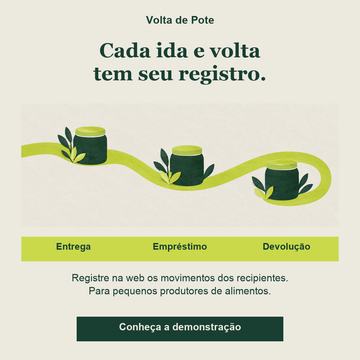 Volta de Pote
Cada ida e volta
tem seu registro.
Entrega Empréstimo Devolução
Registre na web os movimentos dos recipientes.
Para pequenos produtores de alimentos.
Conheça a demonstração